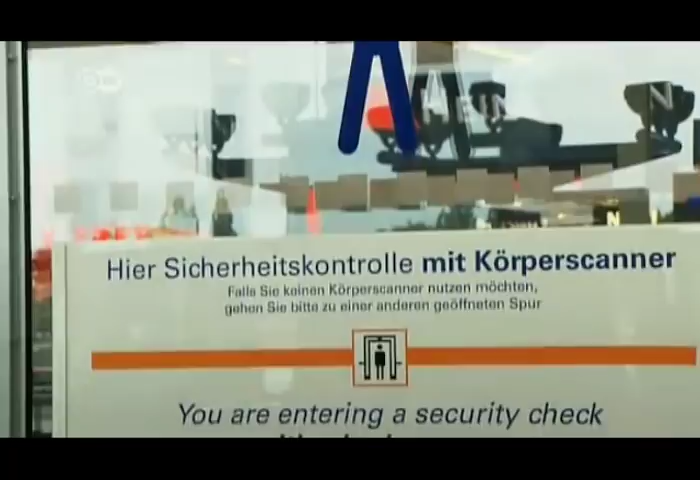 Hier Sicherheitskontrolle mit Körperscanner
Falls Sie keinen Körperscanner nutzen möchten,
gehen Sie bitte zu einer anderen geöffneten Spur
You are entering a security check